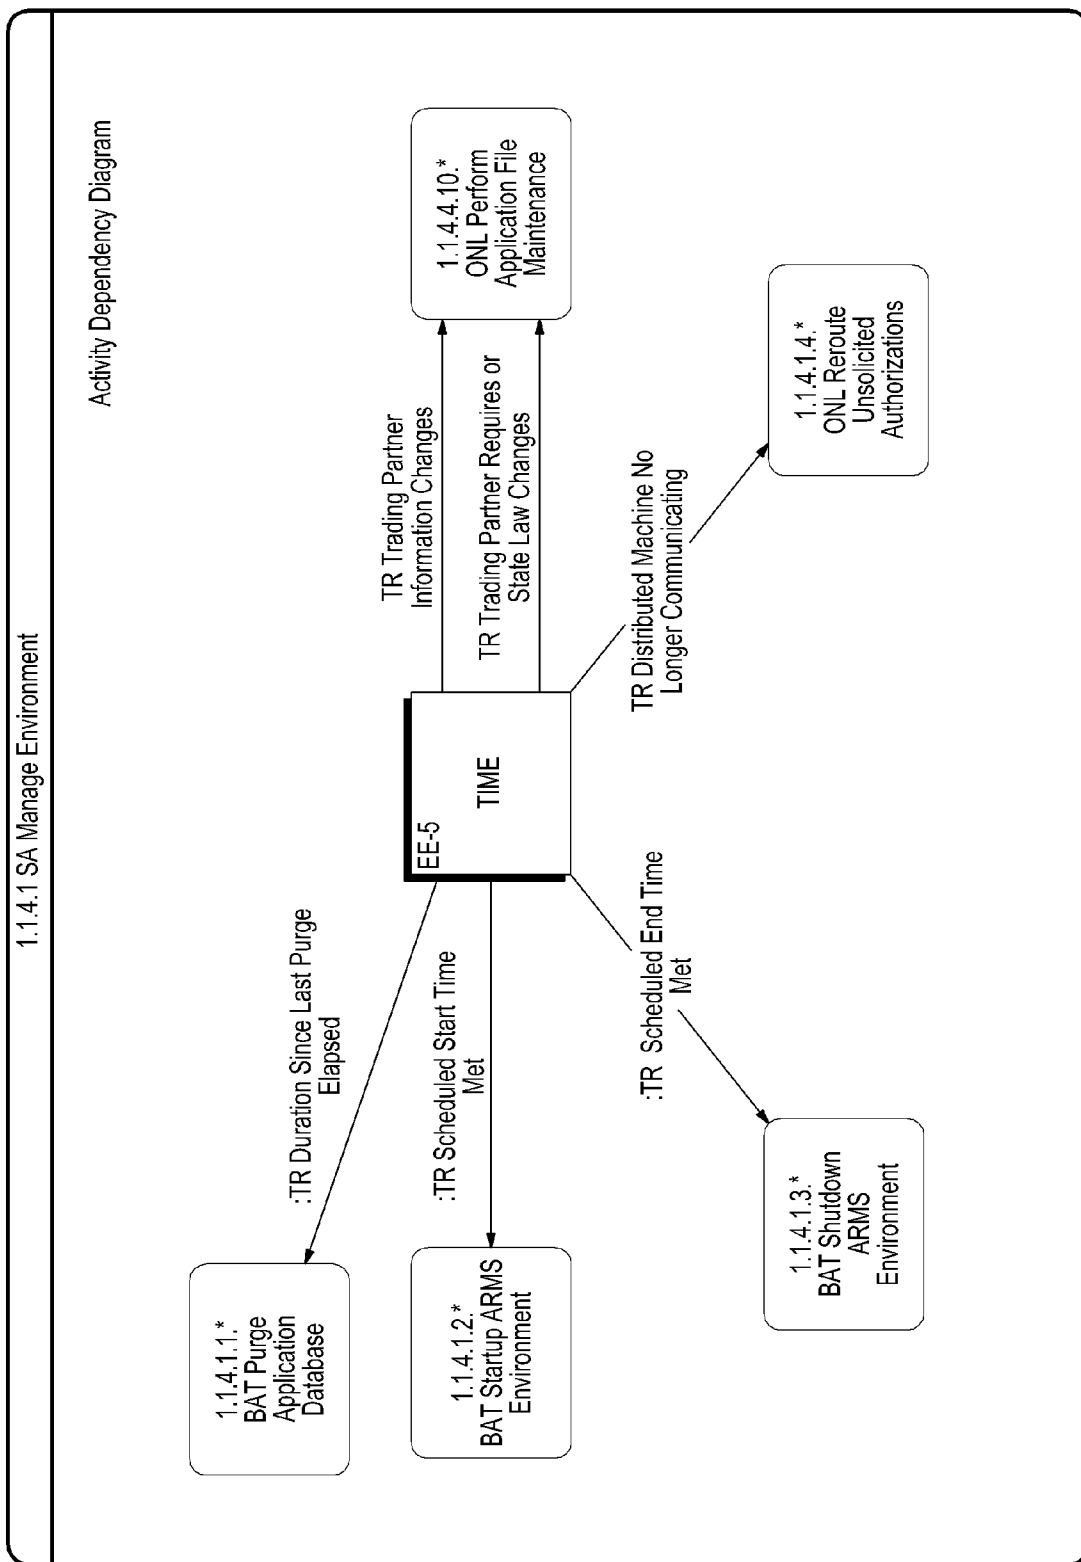 1.1.4.1 SA Manage Environment
Activity Dependency Diagram
1.1.4.1.1.*
BAT Purge
Application
Database
:TR Duration Since Last Purge
Elapsed
1.1.4.1.2.*
BAT Startup ARMS
Environment
:TR Scheduled Start Time
Met
1.1.4.1.3.*
BAT Shutdown
ARMS
Environment
:TR Scheduled End Time
Met
EE-5
TIME
TR Trading Partner
Information Changes
TR Trading Partner Requires or
State Law Changes
1.1.4.4.10.*
ONL Perform
Application File
Maintenance
TR Distributed Machine No
Longer Communicating
1.1.4.1.4.*
ONL Reroute
Unsolicited
Authorizations